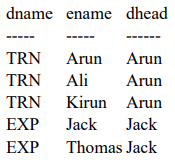 dname ename dhead
----- ----- ------
TRN Arun Arun
TRN Ali Arun
TRN Kirun Arun
EXP Jack Jack
EXP Thomas Jack